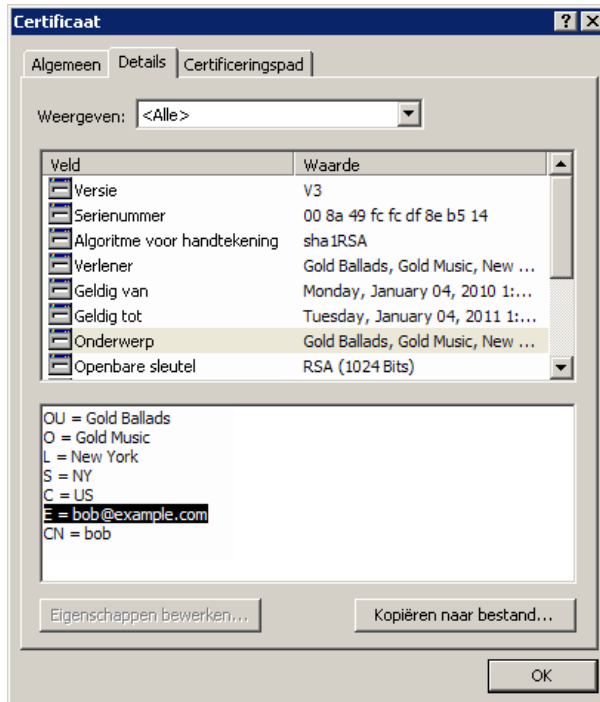 Certificaat
Algemeen Details Certificeringspad
Weergeven: <Alle>
Veld Waarde
Versie V3
Serienummer 00 8a 49 fc fc df 8e b5 14
Algoritme voor handtekening sha1RSA
Verlener Gold Ballads, Gold Music, New ...
Geldig van Monday, January 04, 2010 1:...
Geldig tot Tuesday, January 04, 2011 1:...
Onderwerp Gold Ballads, Gold Music, New ...
Openbare sleutel RSA (1024 Bits)
OU = Gold Ballads
O = Gold Music
L = New York
S = NY
C = US
E = bob@example.com
CN = bob
Eigenschappen bewerken... Kopiëren naar bestand...
OK